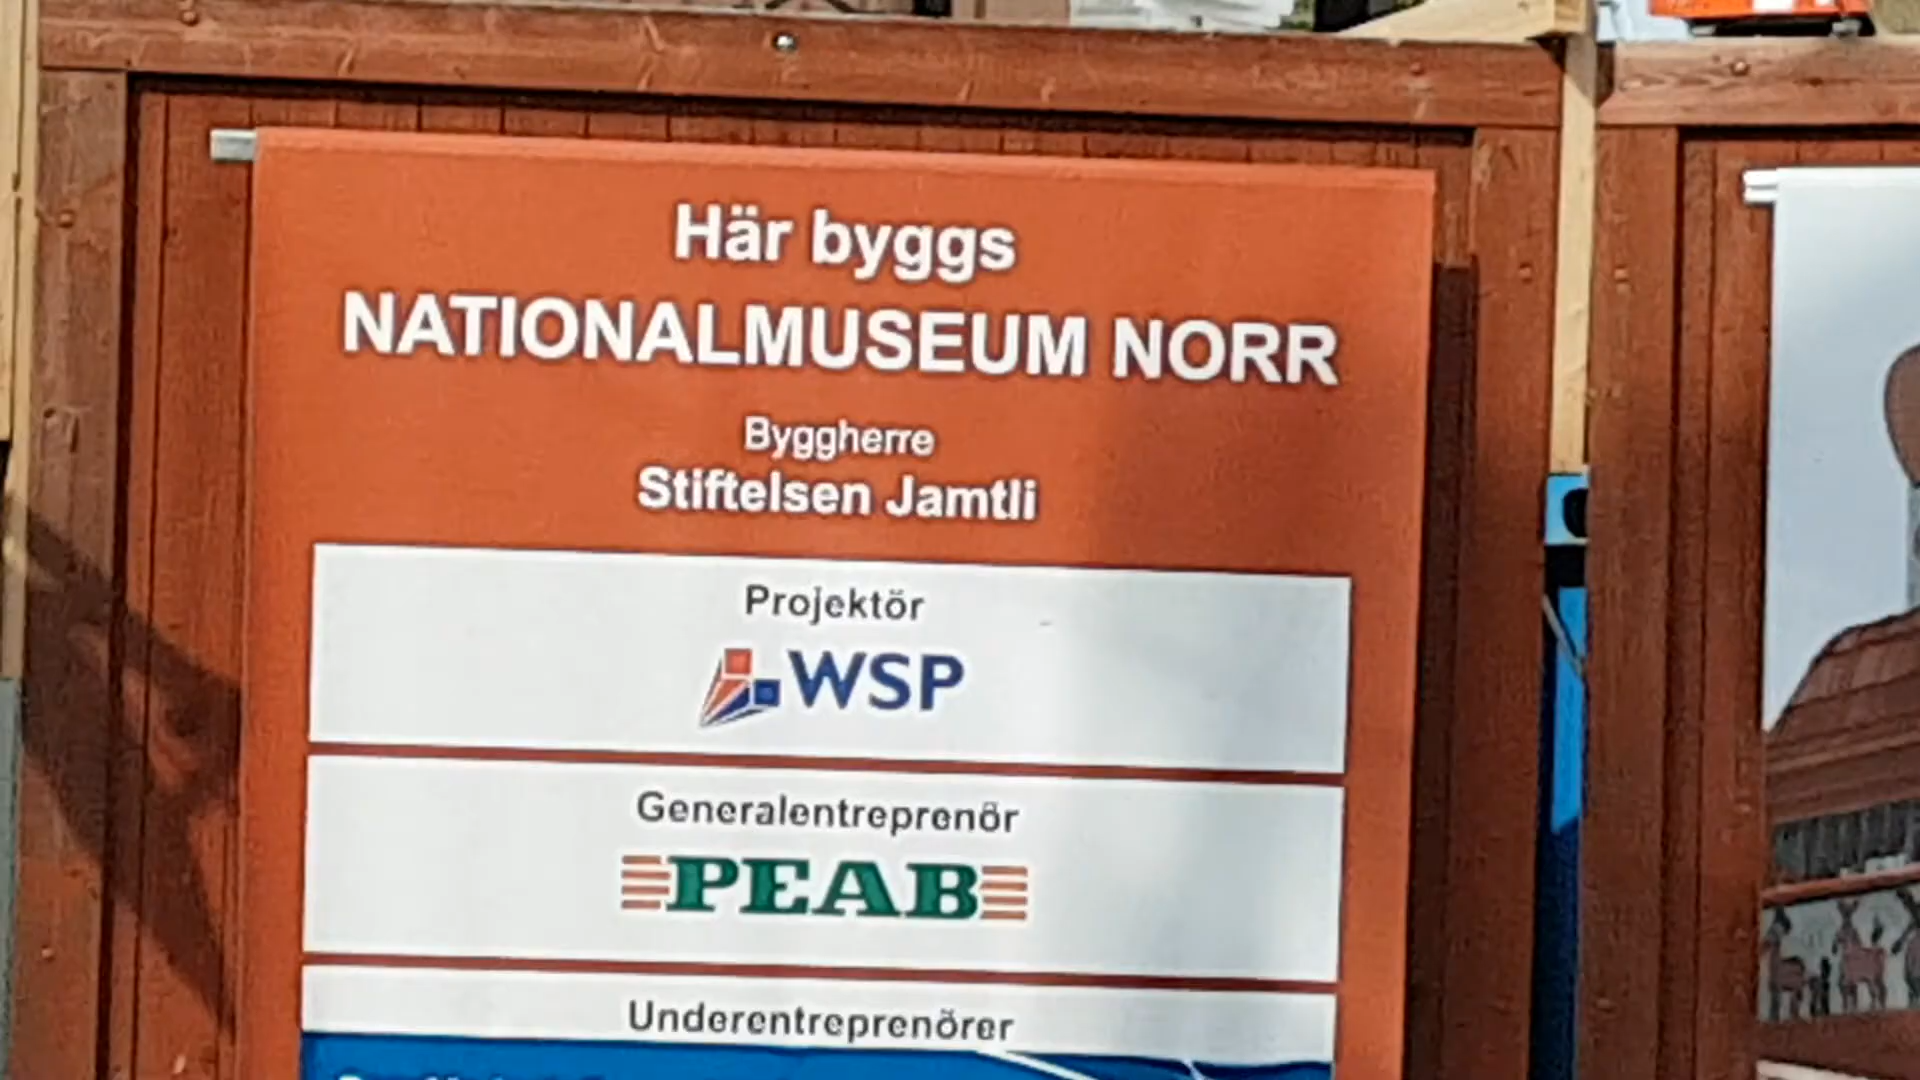 Här byggs
NATIONALMUSEUM NORR
Byggherre
Stiftelsen Jamtli
Projektör
WSP
Generalentreprenör
PEAB
Underentreprenörer